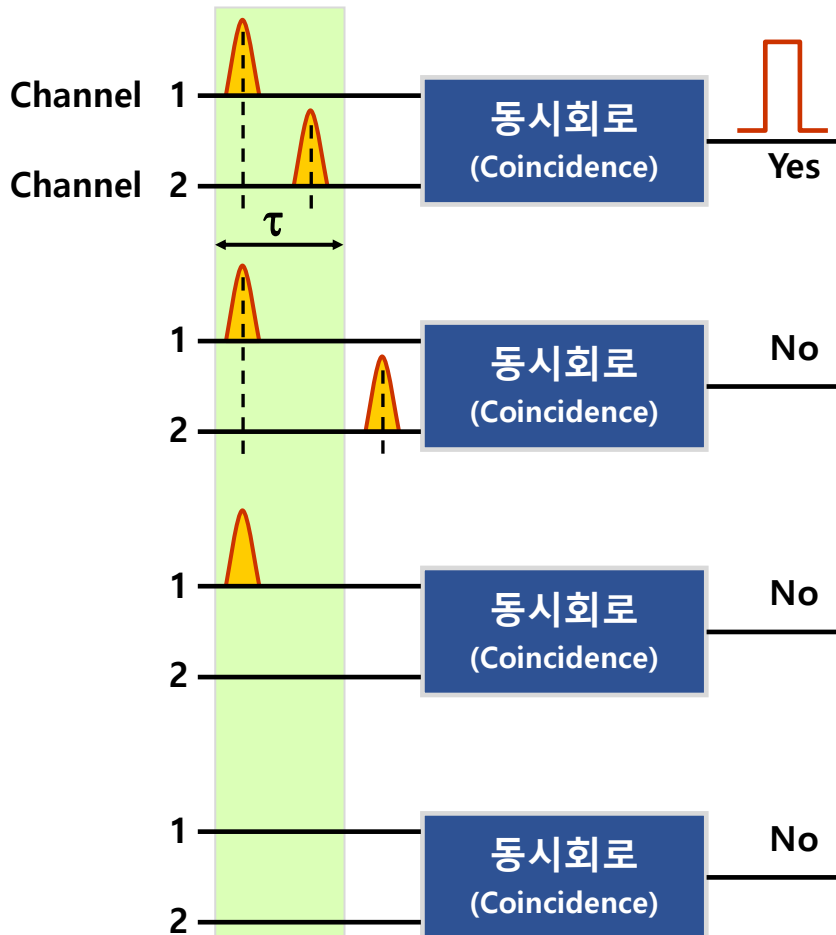 Channel 1
동시회로
(Coincidence)
Yes
Channel 2
τ
1
동시회로
(Coincidence)
No
2
1
동시회로
(Coincidence)
No
2
1
동시회로
(Coincidence)
No
2